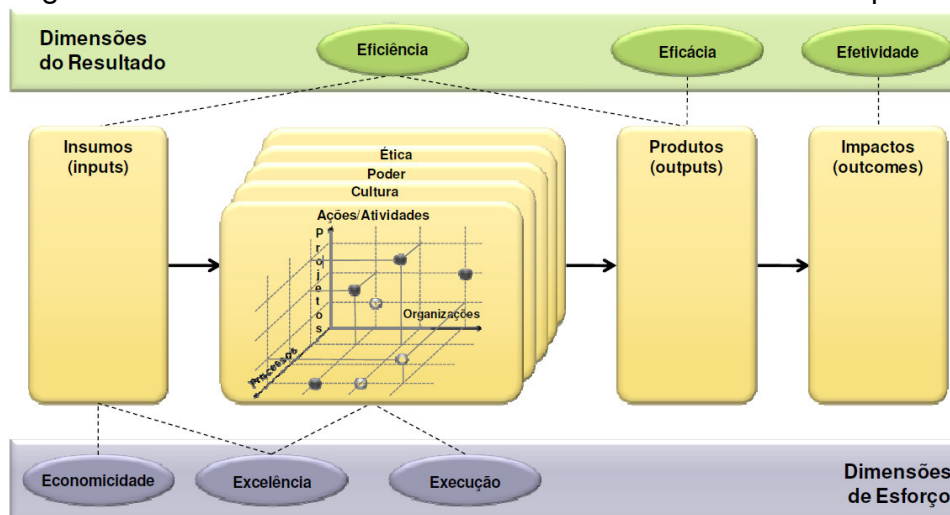 Dimensões
do Resultado
Eficiência
Eficácia
Efetividade
Insumos
(inputs)
Ética
Poder
Cultura
Ações/Atividades
Projetos
Organizações
Processos
Produtos
(outputs)
Impactos
(outcomes)
Economicidade
Excelência
Execução
Dimensões
de Esforço